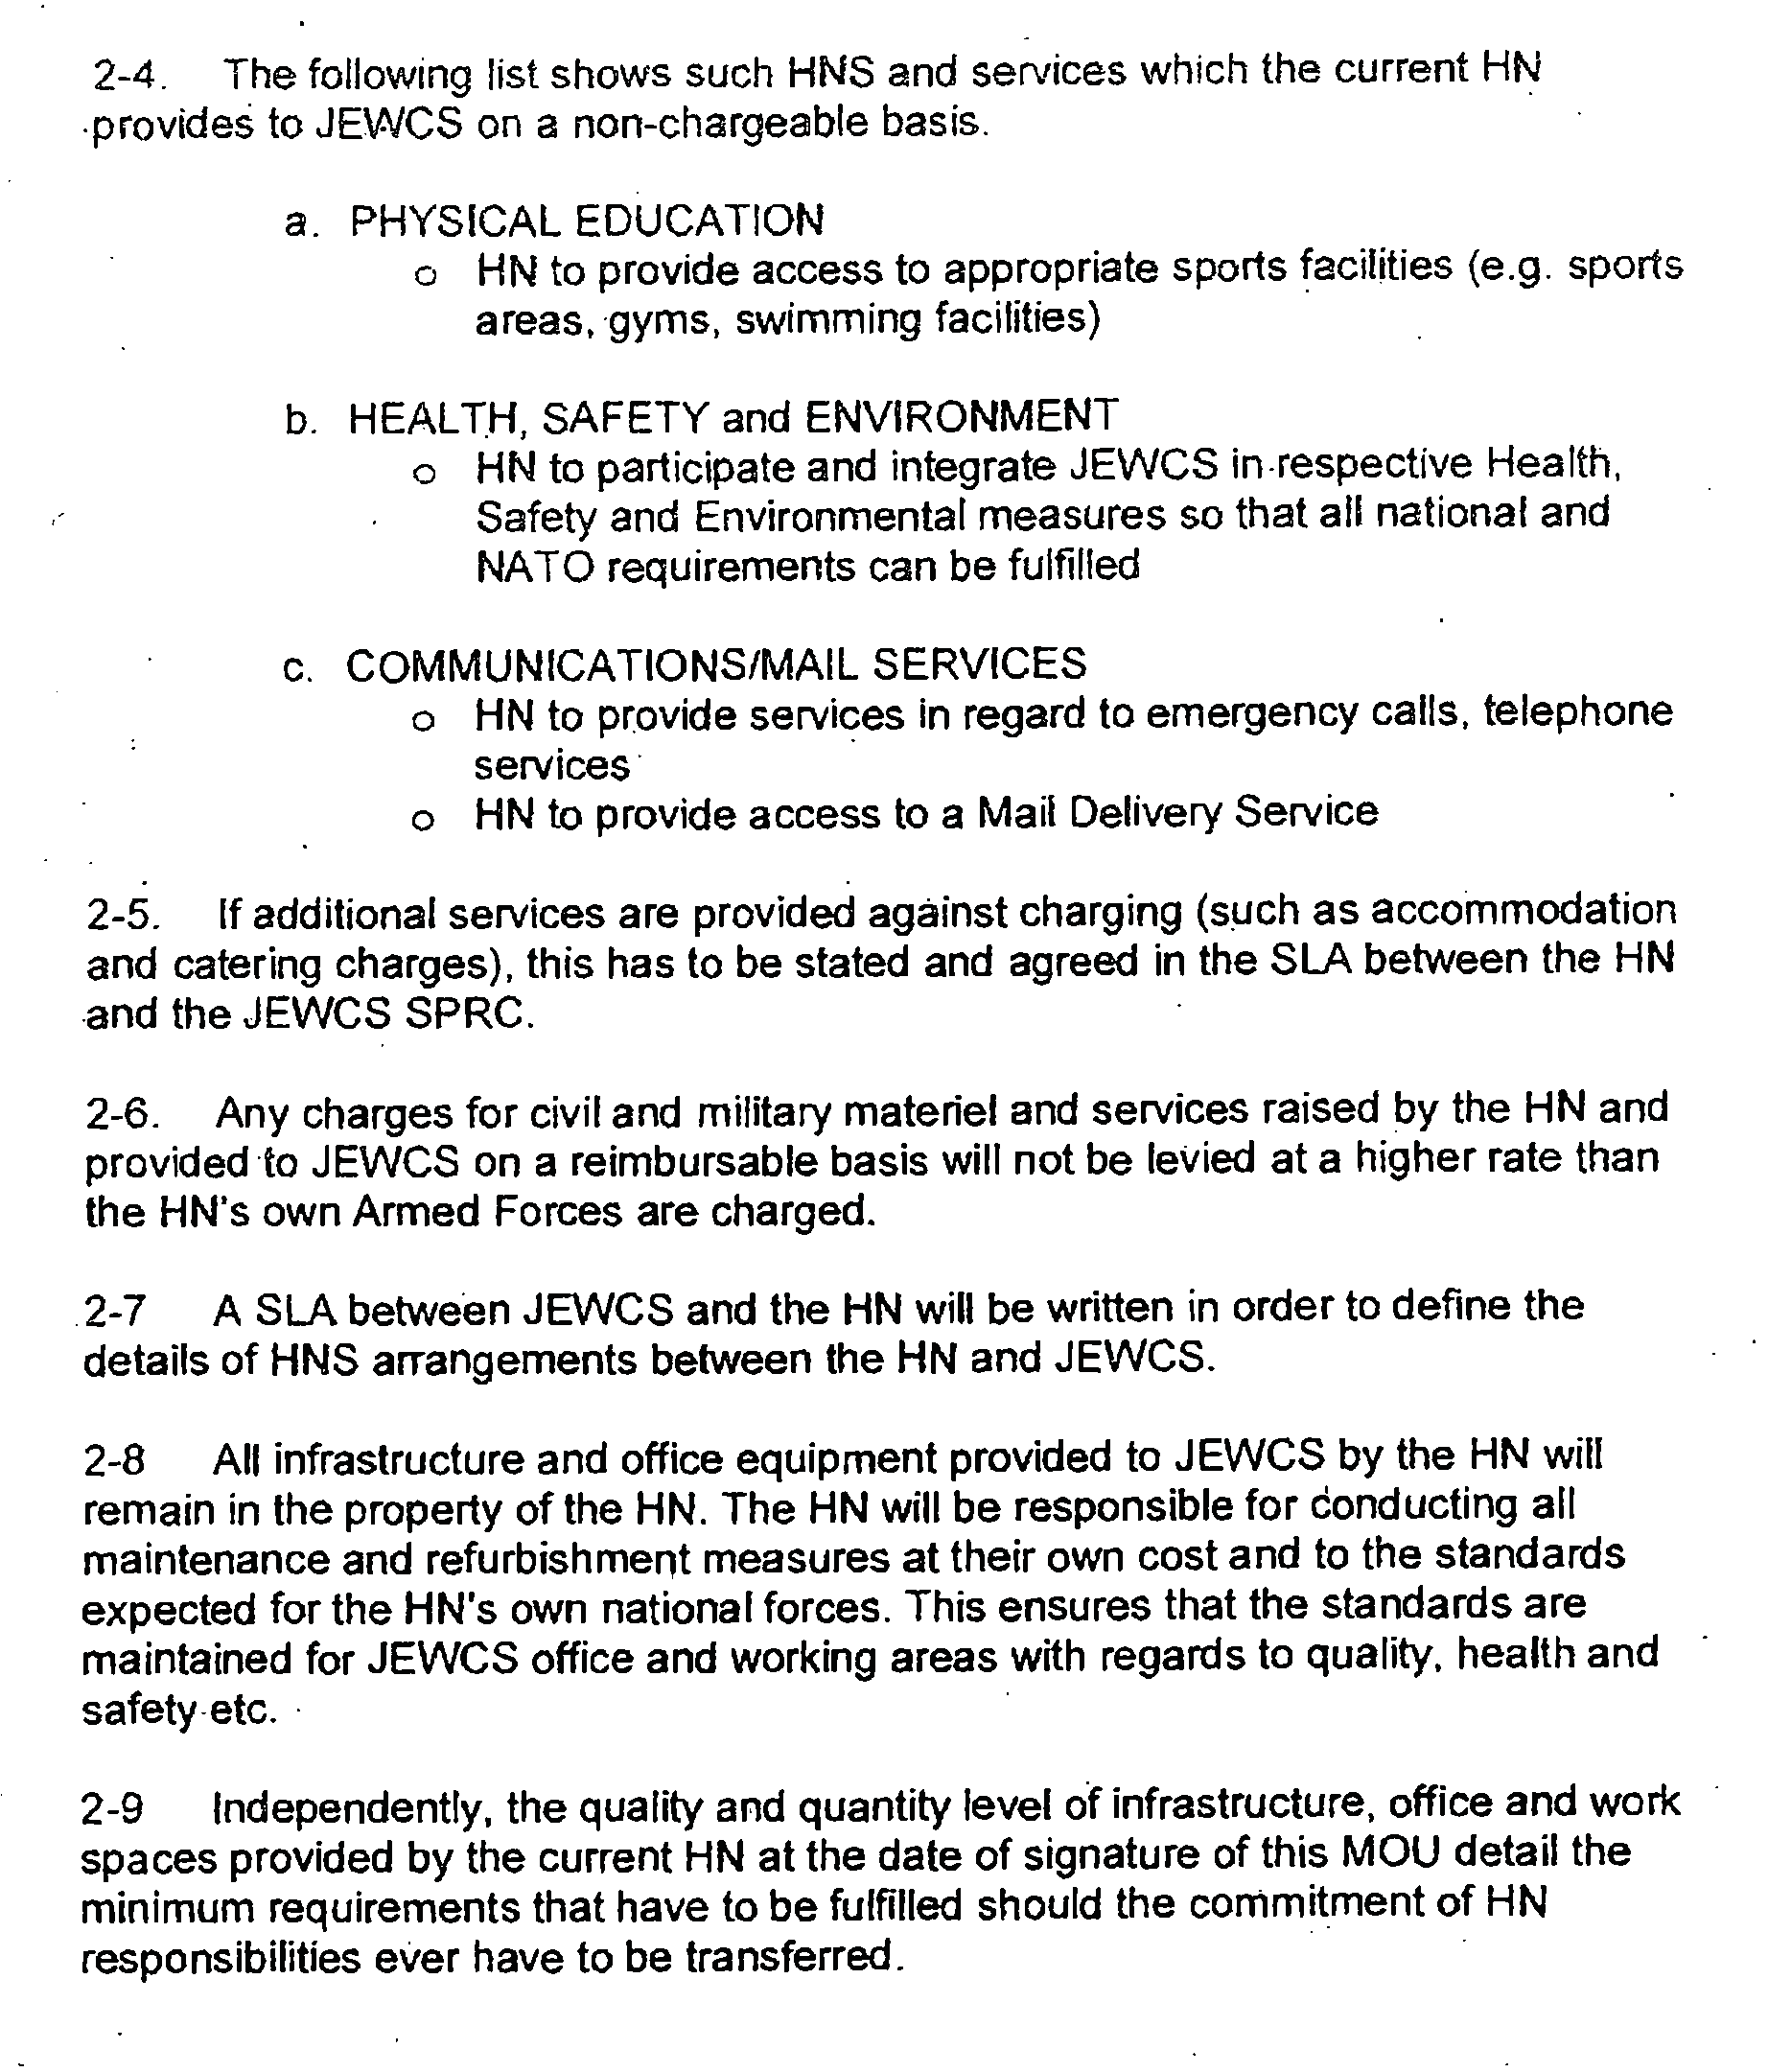 2-4. The following list shows such HNS and services which the current HN
provides to JEWCS on a non-chargeable basis.
a. PHYSICAL EDUCATION
o HN to provide access to appropriate sports facilities (e.g. sports
areas, gyms, swimming facilities)
b. HEALTH, SAFETY and ENVIRONMENT
o HN to participate and integrate JEWCS in respective Health,
Safety and Environmental measures so that all national and
NATO requirements can be fulfilled
c. COMMUNICATIONS/MAIL SERVICES
o HN to provide services in regard to emergency calls, telephone
services
o HN to provide access to a Mail Delivery Service
2-5. If additional services are provided against charging (such as accommodation
and catering charges), this has to be stated and agreed in the SLA between the HN
and the JEWCS SPRC.
2-6. Any charges for civil and military materiel and services raised by the HN and
provided to JEWCS on a reimbursable basis will not be levied at a higher rate than
the HN's own Armed Forces are charged.
2-7 A SLA between JEWCS and the HN will be written in order to define the
details of HNS arrangements between the HN and JEWCS.
2-8 All infrastructure and office equipment provided to JEWCS by the HN will
remain in the property of the HN. The HN will be responsible for conducting all
maintenance and refurbishment measures at their own cost and to the standards
expected for the HN's own national forces. This ensures that the standards are
maintained for JEWCS office and working areas with regards to quality, health and
safety etc.
2-9 Independently, the quality and quantity level of infrastructure, office and work
spaces provided by the current HN at the date of signature of this MOU detail the
minimum requirements that have to be fulfilled should the commitment of HN
responsibilities ever have to be transferred.